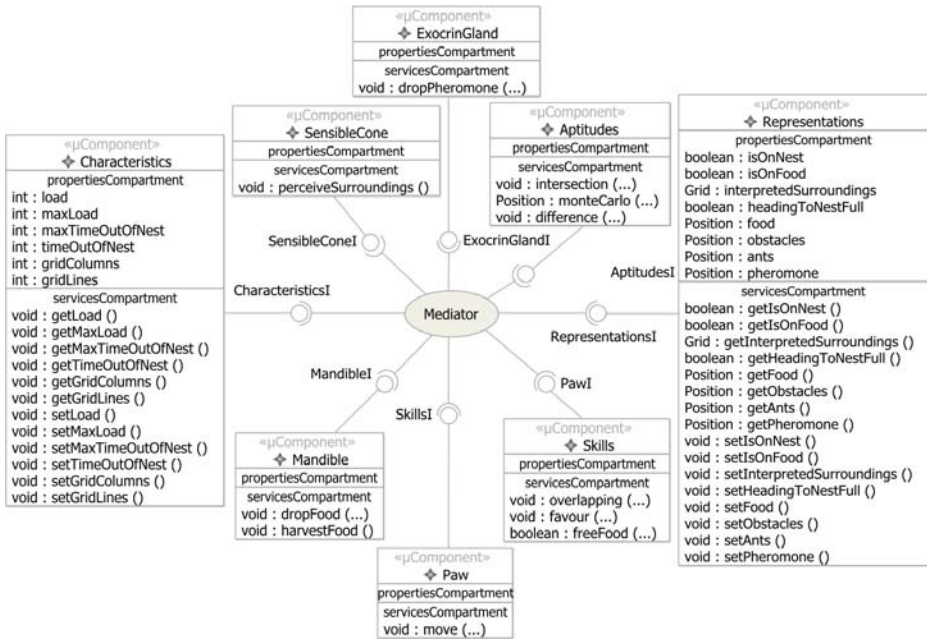 «μComponent»
ExocrinGland
propertiesCompartment
servicesCompartment
void : dropPheromone (...)
«μComponent»
SensibleCone
propertiesCompartment
servicesCompartment
void : perceiveSurroundings ()
«μComponent»
Aptitudes
propertiesCompartment
servicesCompartment
void : intersection (...)
Position : monteCarlo (...)
void : difference (...)
«μComponent»
Representations
propertiesCompartment
boolean : isOnNest
boolean : isOnFood
Grid : interpretedSurroundings
boolean : headingToNestFull
Position : food
Position : obstacles
Position : ants
Position : pheromone
servicesCompartment
boolean : getIsOnNest ()
boolean : getIsOnFood ()
Grid : getInterpretedSurroundings ()
boolean : getHeadingToNestFull ()
Position : getFood ()
Position : getObstacles ()
Position : getAnts ()
Position : getPheromone ()
void : setIsOnNest ()
void : setIsOnFood ()
void : setInterpretedSurroundings ()
void : setHeadingToNestFull ()
void : setFood ()
void : setObstacles ()
void : setAnts ()
void : setPheromone ()
«μComponent»
Characteristics
propertiesCompartment
int : load
int : maxLoad
int : maxTimeOutOfNest
int : timeOutOfNest
int : gridColumns
int : gridLines
servicesCompartment
void : getLoad ()
void : getMaxLoad ()
void : getMaxTimeOutOfNest ()
void : getTimeOutOfNest ()
void : getGridColumns ()
void : getGridLines ()
void : setLoad ()
void : setMaxLoad ()
void : setMaxTimeOutOfNest ()
void : setTimeOutOfNest ()
void : setGridColumns ()
void : setGridLines ()
SensibleConeI
ExocrinGlandI
AptitudesI
CharacteristicsI
Mediator
RepresentationsI
MandibleI
SkillsI
PawI
«μComponent»
Mandible
propertiesCompartment
servicesCompartment
void : dropFood (...)
void : harvestFood ()
«μComponent»
Skills
propertiesCompartment
servicesCompartment
void : overlapping (...)
void : favour (...)
boolean : freeFood (...)
«μComponent»
Paw
propertiesCompartment
servicesCompartment
void : move (...)